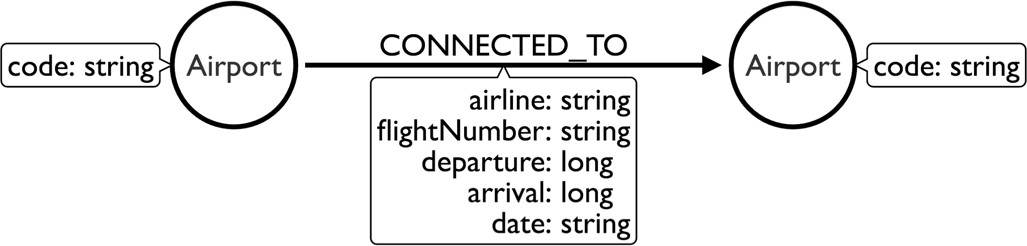 CONNECTED_TO
code: string
Airport
Airport
code: string
airline: string
flightNumber: string
departure: long
arrival: long
date: string